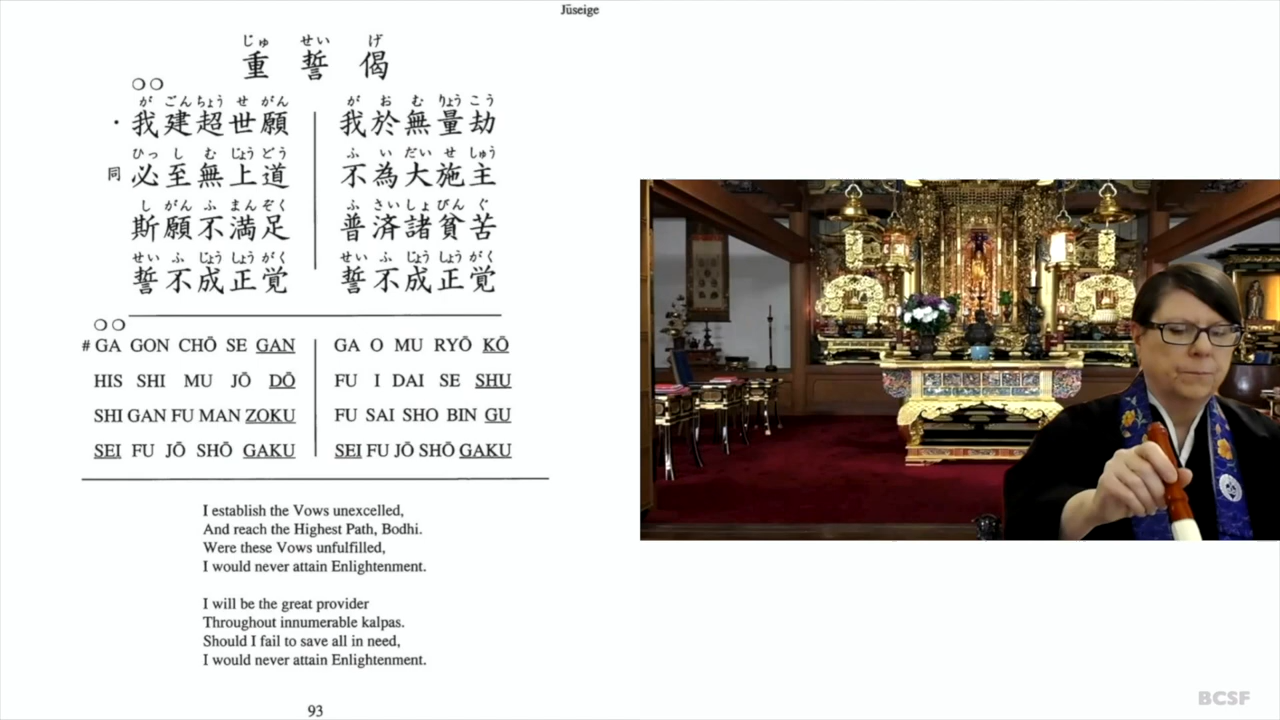 Jūseige
じゅ せい げ
重 誓 偈
○○
が ごん ちょう せ がん
・我建超世願
ひっ し む じょう どう
同 必至無上道
し がん ふ まん ぞく
斯願不満足
せい ふ じょう しょう がく
誓不成正覚
が お む りょう こう
我於無量劫
ふ い だい せ しゅう
不為大施主
ふ さい しょ びん ぐ
普済諸貧苦
せい ふ じょう しょう がく
誓不成正覚
○○
# GA GON CHŌ SE GAN
HIS SHI MU JŌ DŌ
SHI GAN FU MAN ZOKU
SEI FU JŌ SHŌ GAKU
GA O MU RYŌ KŌ
FU I DAI SE SHU
FU SAI SHO BIN GU
SEI FU JŌ SHŌ GAKU
I establish the Vows unexcelled,
And reach the Highest Path, Bodhi.
Were these Vows unfulfilled,
I would never attain Enlightenment.
I will be the great provider
Throughout innumerable kalpas.
Should I fail to save all in need,
I would never attain Enlightenment.
93
BCSF